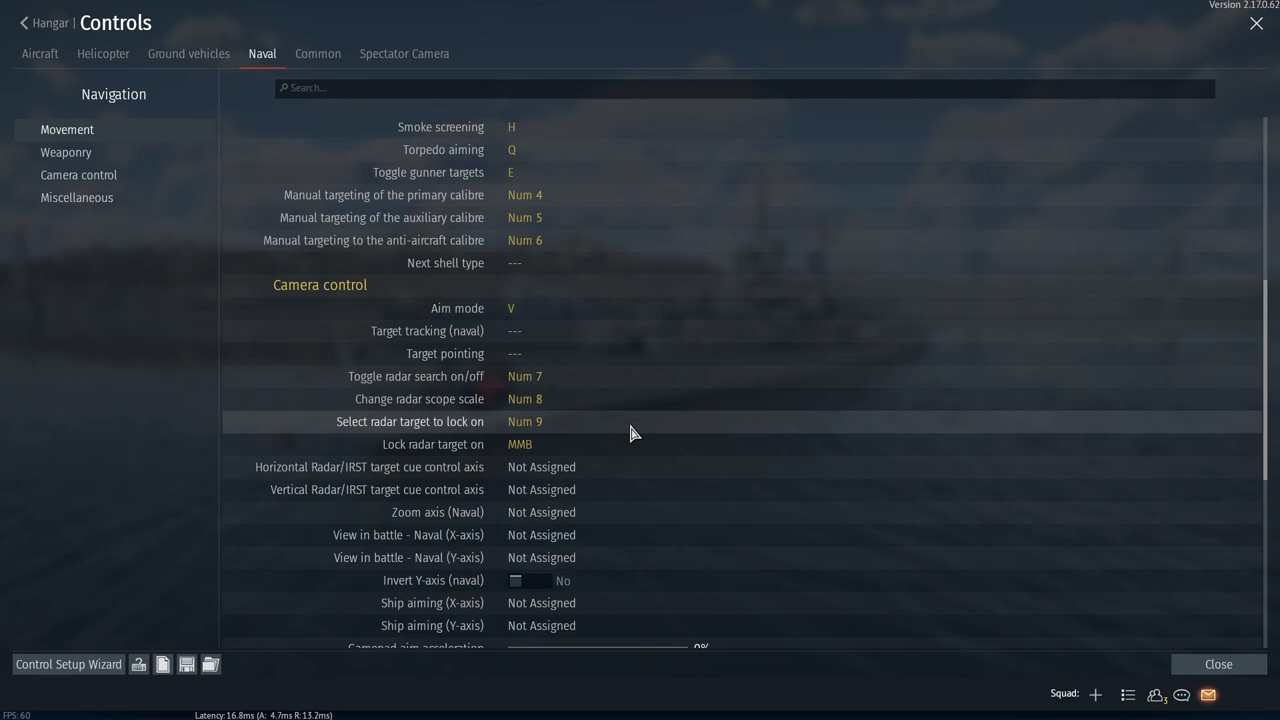 Version 2.17.0.62
Hangar | Controls
Aircraft Helicopter Ground vehicles Naval Common Spectator Camera
Navigation
Movement
Weaponry
Camera control
Miscellaneous
Search...
Smoke screening H
Torpedo aiming Q
Toggle gunner targets E
Manual targeting of the primary calibre Num 4
Manual targeting of the auxiliary calibre Num 5
Manual targeting to the anti-aircraft calibre Num 6
Next shell type ---
Camera control
Aim mode V
Target tracking (naval) ---
Target pointing ---
Toggle radar search on/off Num 7
Change radar scope scale Num 8
Select radar target to lock on Num 9
Lock radar target on MMB
Horizontal Radar/IRST target cue control axis Not Assigned
Vertical Radar/IRST target cue control axis Not Assigned
Zoom axis (Naval) Not Assigned
View in battle - Naval (X-axis) Not Assigned
View in battle - Naval (Y-axis) Not Assigned
Invert Y-axis (naval) No
Ship aiming (X-axis) Not Assigned
Ship aiming (Y-axis) Not Assigned
Gamepad aim acceleration 0%
Control Setup Wizard
Close
Squad:
3
FPS: 60
Latency: 16.8ms (A: 4.7ms R: 13.2ms)